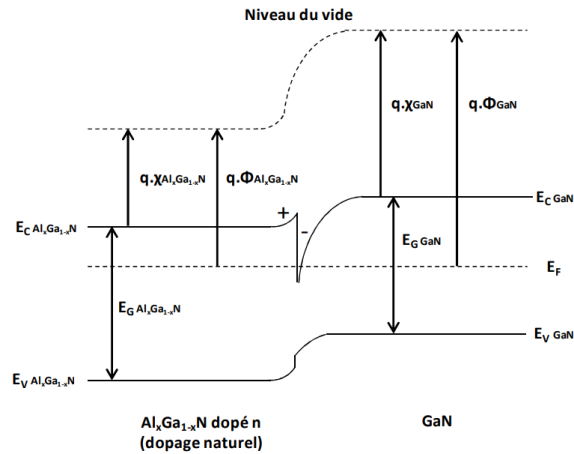 Niveau du vide
q.χGaN
q.ΦGaN
q.χAlxGa1-xN
q.ΦAlxGa1-xN
EC AlxGa1-xN
+
-
EC GaN
EG GaN
EF
EG AlxGa1-xN
EV GaN
EV AlxGa1-xN
AlxGa1-xN dopé n
(dopage naturel)
GaN